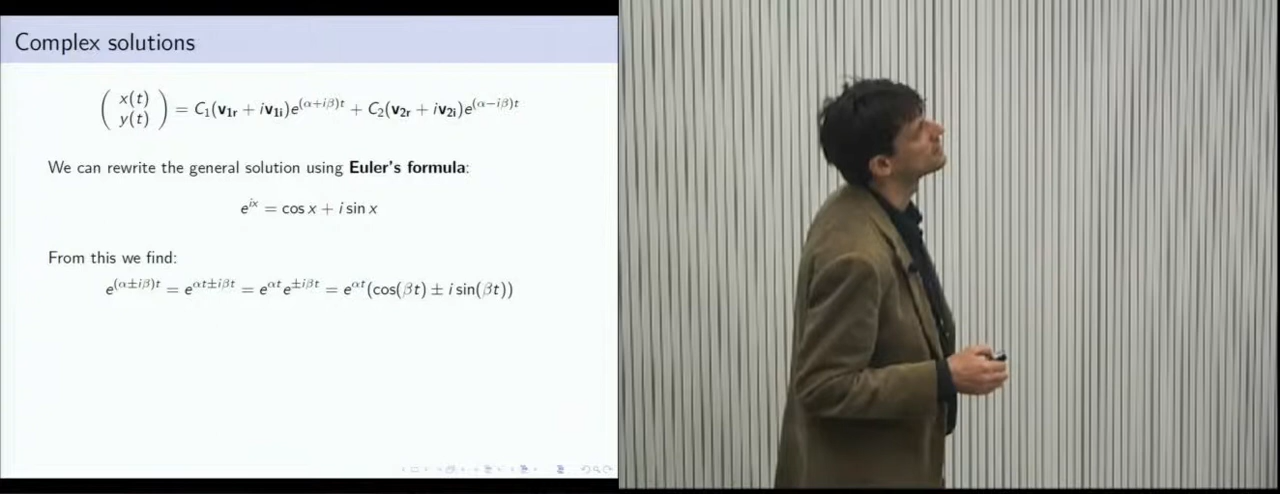 Complex solutions
( x(t) y(t) ) = C₁(v₁ᵣ + iv₁ᵢ)e^{(α+iβ)t} + C₂(v₂ᵣ + iv₂ᵢ)e^{(α−iβ)t}
We can rewrite the general solution using Euler's formula:
e^{ix} = cos x + i sin x
From this we find:
e^{(α±iβ)t} = e^{αt±iβt} = e^{αt}e^{±iβt} = e^{αt}(cos(βt) ± i sin(βt))